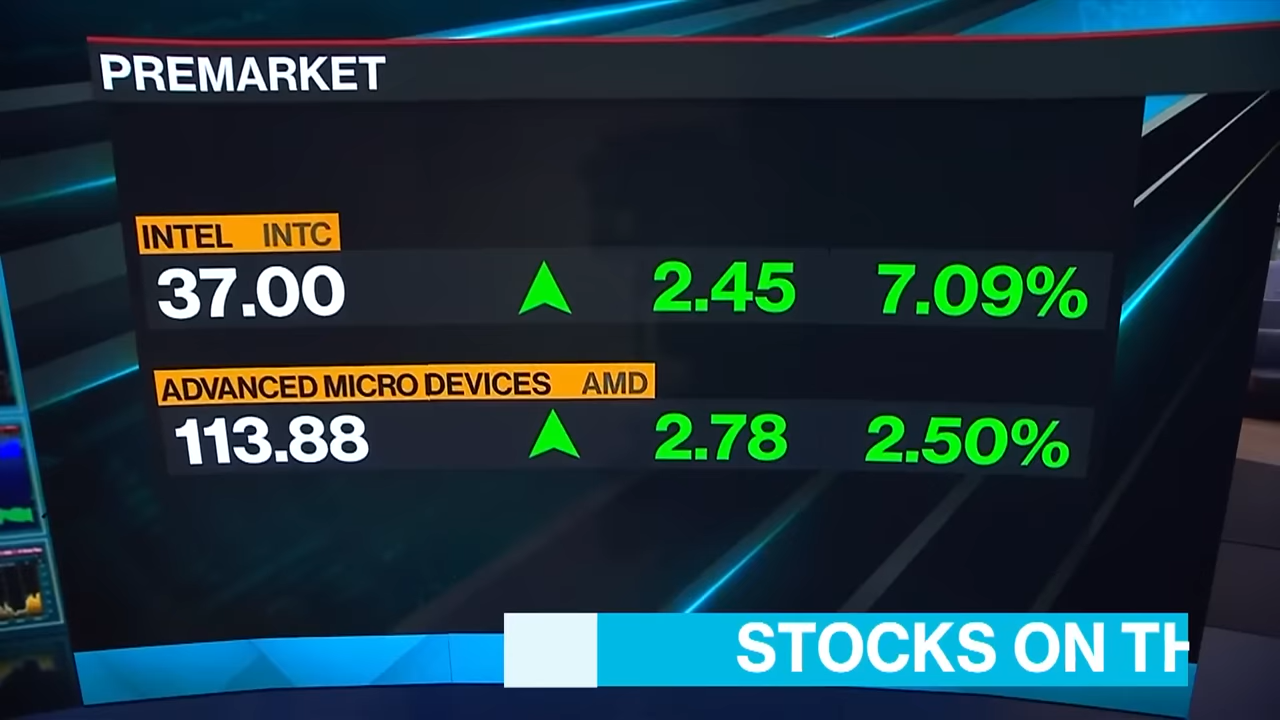 PREMARKET
INTEL INTC
37.00 2.45 7.09%
ADVANCED MICRO DEVICES AMD
113.88 2.78 2.50%
STOCKS ON TH